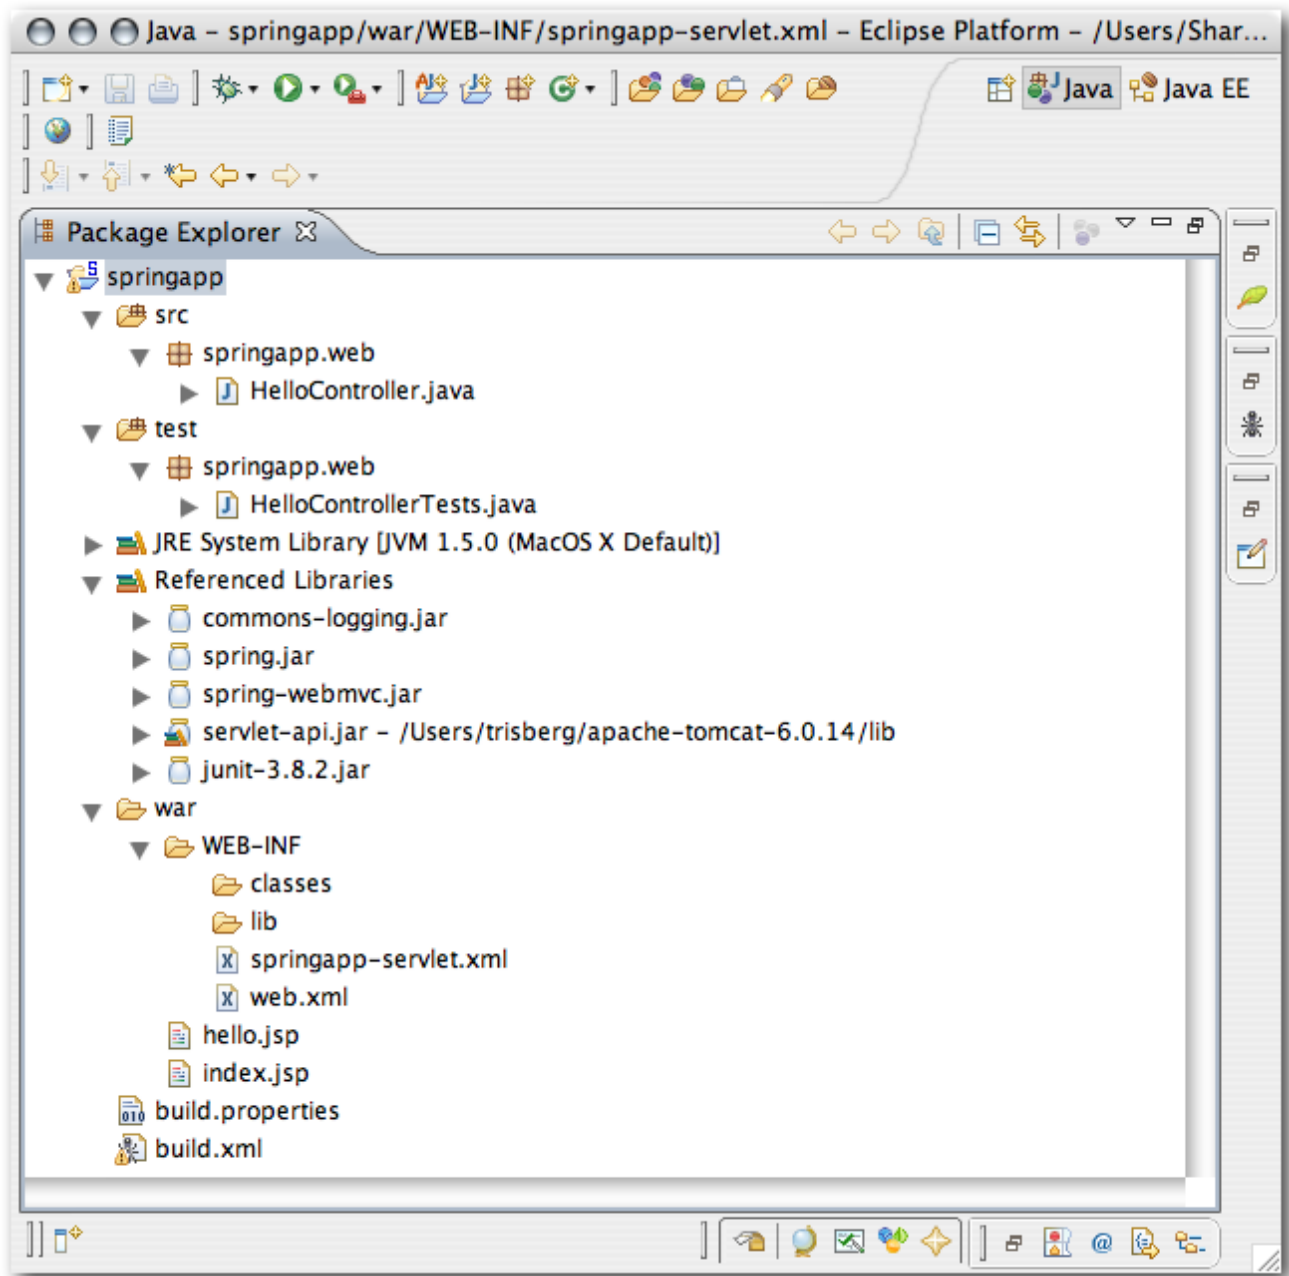 Java – springapp/war/WEB-INF/springapp-servlet.xml – Eclipse Platform – /Users/Shar...
Java Java EE
Package Explorer
springapp
src
springapp.web
HelloController.java
test
springapp.web
HelloControllerTests.java
JRE System Library [JVM 1.5.0 (MacOS X Default)]
Referenced Libraries
commons-logging.jar
spring.jar
spring-webmvc.jar
servlet-api.jar – /Users/trisberg/apache-tomcat-6.0.14/lib
junit-3.8.2.jar
war
WEB-INF
classes
lib
springapp-servlet.xml
web.xml
hello.jsp
index.jsp
build.properties
build.xml